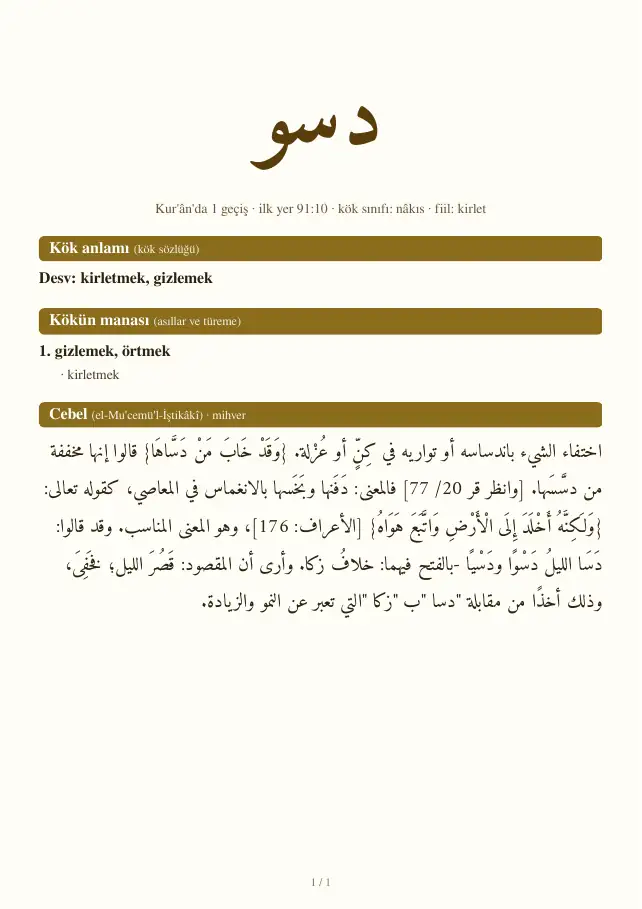 دسو
Kur'ân'da 1 geçiş · ilk yer 91:10 · kök sınıfı: nâkıs · fiil: kirlet
Kök anlamı (kök sözlüğü)
Desv: kirletmek, gizlemek
Kökün manası (asıllar ve türeme)
1. gizlemek, örtmek
· kirletmek
Cebel (el-Mu'cemü'l-İştikâkî) · mihver
اختفاء الشيء باندساسه أو تواريه في كِنٍّ أو عُزْلة. {وَقَدْ خَابَ مَنْ دَسَّاهَا} قالوا إنها مخففة
من دسَّسَها. [وانظر قر 20/ 77] فالمعنى: دَفَنها وبَخَسها بالانغماس في المعاصي، كقوله تعالى:
{وَلَكِنَّهُ أَخْلَدَ إِلَى الْأَرْضِ وَاتَّبَعَ هَوَاهُ} [الأعراف: 176]، وهو المعنى المناسب. وقد قالوا:
دَسَا الليلُ دَسْوًا ودَسْيًا -بالفتح فيهما: خلافُ زكا. وأرى أن المقصود: قَصُرَ الليل؛ فخَفِىَ،
وذلك أخذًا من مقابلة "دسا "ب "زكا "التي تعبر عن النمو والزيادة.
1 / 1